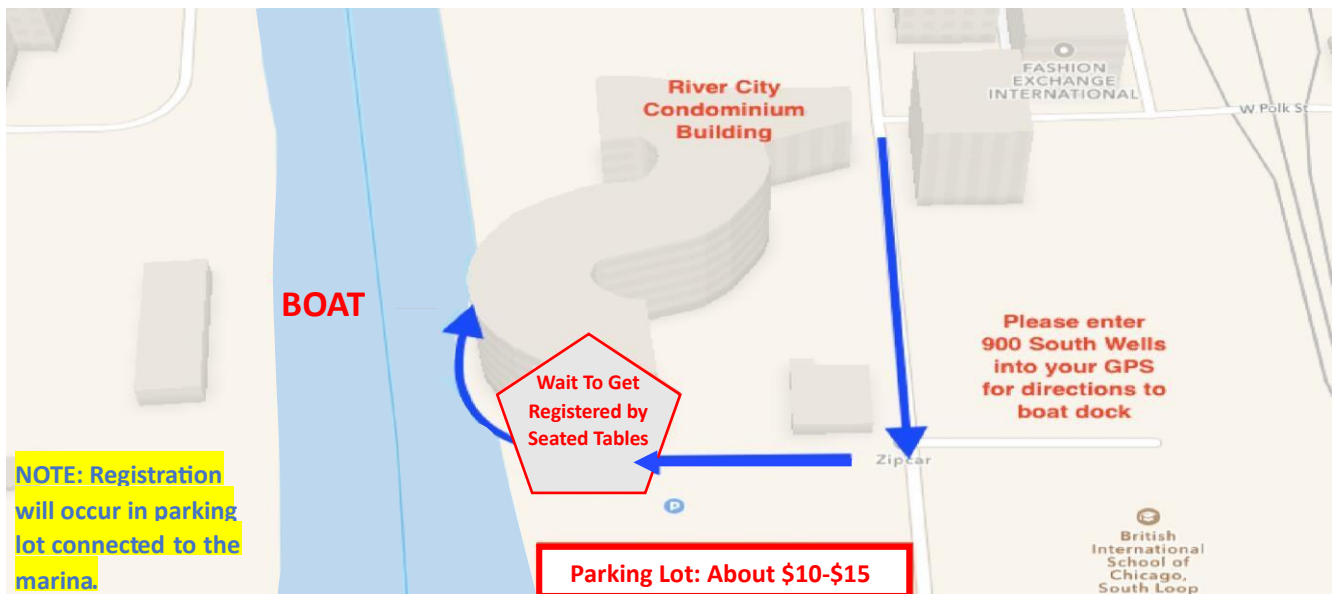 FASHION
EXCHANGE
INTERNATIONAL
W Polk St
River City
Condominium
Building
BOAT
Please enter
900 South Wells
into your GPS
for directions to
boat dock
Wait To Get
Registered by
Seated Tables
Zipcar
NOTE: Registration
will occur in parking
lot connected to the
marina.
P
British
International
School of
Chicago,
South Loop
Parking Lot: About $10-$15